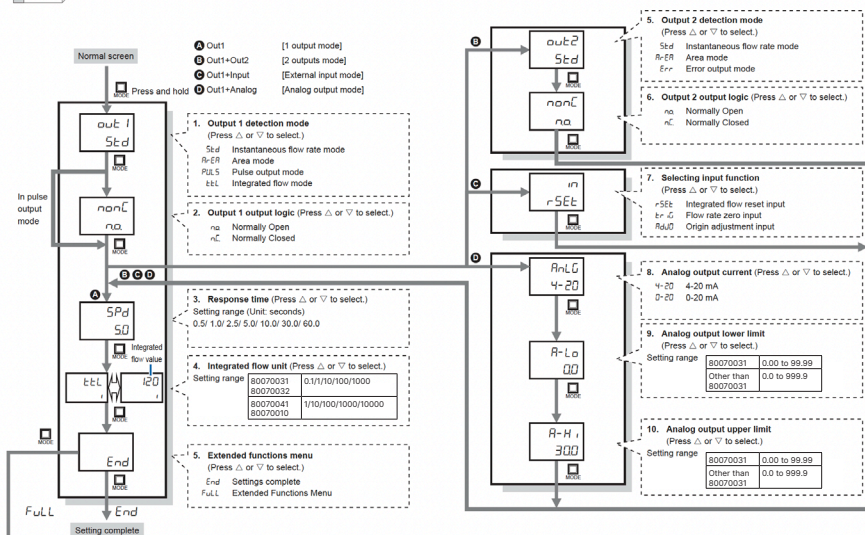 A Out1 [1 output mode]
B Out1+Out2 [2 outputs mode]
C Out1+Input [External input mode]
D Out1+Analog [Analog output mode]
Normal screen
MODE Press and hold
out 1
Std
MODE
In pulse
output
mode
nonC
n.o.
MODE
1. Output 1 detection mode
(Press △ or ▽ to select.)
Std Instantaneous flow rate mode
ArEA Area mode
PULS Pulse output mode
ttL Integrated flow mode
2. Output 1 output logic (Press △ or ▽ to select.)
n.o. Normally Open
n.C. Normally Closed
B C D
A
SPd
5.0
MODE
Integrated
flow value
3. Response time (Press △ or ▽ to select.)
Setting range (Unit: seconds)
0.5/ 1.0/ 2.5/ 5.0/ 10.0/ 30.0/ 60.0
ttL
1
120
1
MODE
4. Integrated flow unit (Press △ or ▽ to select.)
Setting range
80070031
80070032
0.1/1/10/100/1000
80070041
80070010
1/10/100/1000/10000
MODE
End
MODE
5. Extended functions menu
(Press △ or ▽ to select.)
End Settings complete
FuLL Extended Functions Menu
FuLL
End
Setting complete
B
out2
Std
MODE
nonC
n.o.
MODE
5. Output 2 detection mode
(Press △ or ▽ to select.)
Std Instantaneous flow rate mode
ArEA Area mode
Err Error output mode
6. Output 2 output logic (Press △ or ▽ to select.)
n.o. Normally Open
n.C. Normally Closed
C
in
rSEt
MODE
7. Selecting input function
(Press △ or ▽ to select.)
rSEt Integrated flow reset input
Flow rate zero input
AdJ0 Origin adjustment input
D
AnLG
4-20
MODE
A-Lo
0.0
MODE
A-Hi
30.0
MODE
8. Analog output current (Press △ or ▽ to select.)
4-20 4-20 mA
0-20 0-20 mA
9. Analog output lower limit
(Press △ or ▽ to select.)
Setting range
80070031 0.00 to 99.99
Other than
80070031
0.0 to 999.9
10. Analog output upper limit
(Press △ or ▽ to select.)
Setting range
80070031 0.00 to 99.99
Other than
80070031
0.0 to 999.9